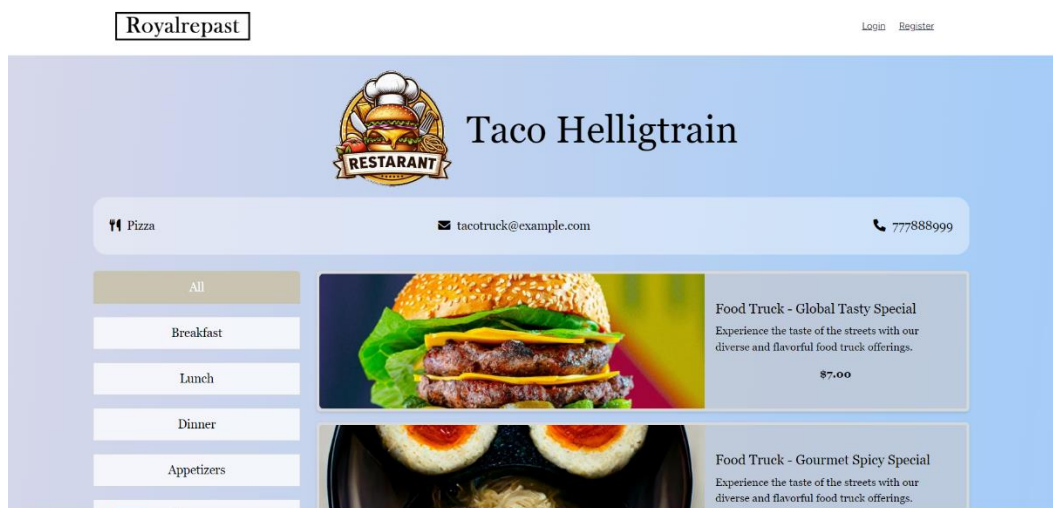 Royalrepast
Login Register
RESTARANT
Taco Helligtrain
Pizza
tacotruck@example.com
777888999
All
Breakfast
Lunch
Dinner
Appetizers
Food Truck - Global Tasty Special
Experience the taste of the streets with our
diverse and flavorful food truck offerings.
$7.00
Food Truck - Gourmet Spicy Special
Experience the taste of the streets with our
diverse and flavorful food truck offerings.